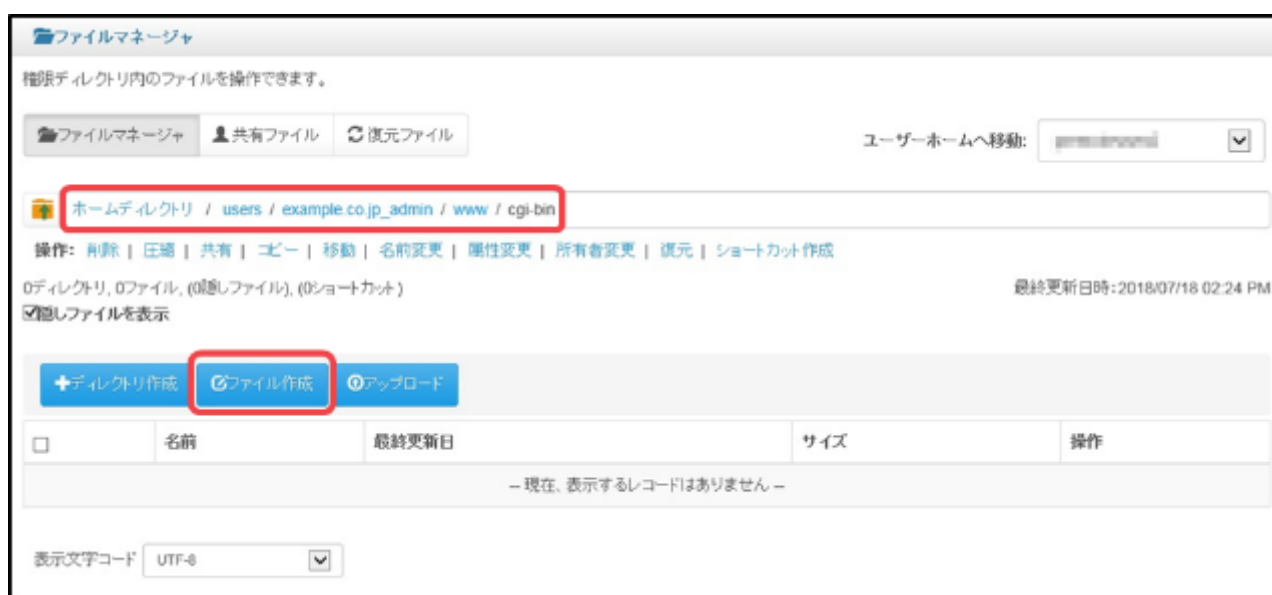 ファイルマネージャ
権限ディレクトリ内のファイルを操作できます。
ファイルマネージャ 共有ファイル 復元ファイル ユーザーホームへ移動:
ホームディレクトリ / users / example.co.jp_admin / www / cgi-bin
操作: 削除 | 圧縮 | 共有 | コピー | 移動 | 名前変更 | 属性変更 | 所有者変更 | 復元 | ショートカット作成
0ディレクトリ, 0ファイル, (0隠しファイル), (0ショートカット) 最終更新日時:2018/07/18 02:24 PM
隠しファイルを表示
ディレクトリ作成 ファイル作成 アップロード
名前 最終更新日 サイズ 操作
-- 現在、表示するレコードはありません --
表示文字コード UTF-8